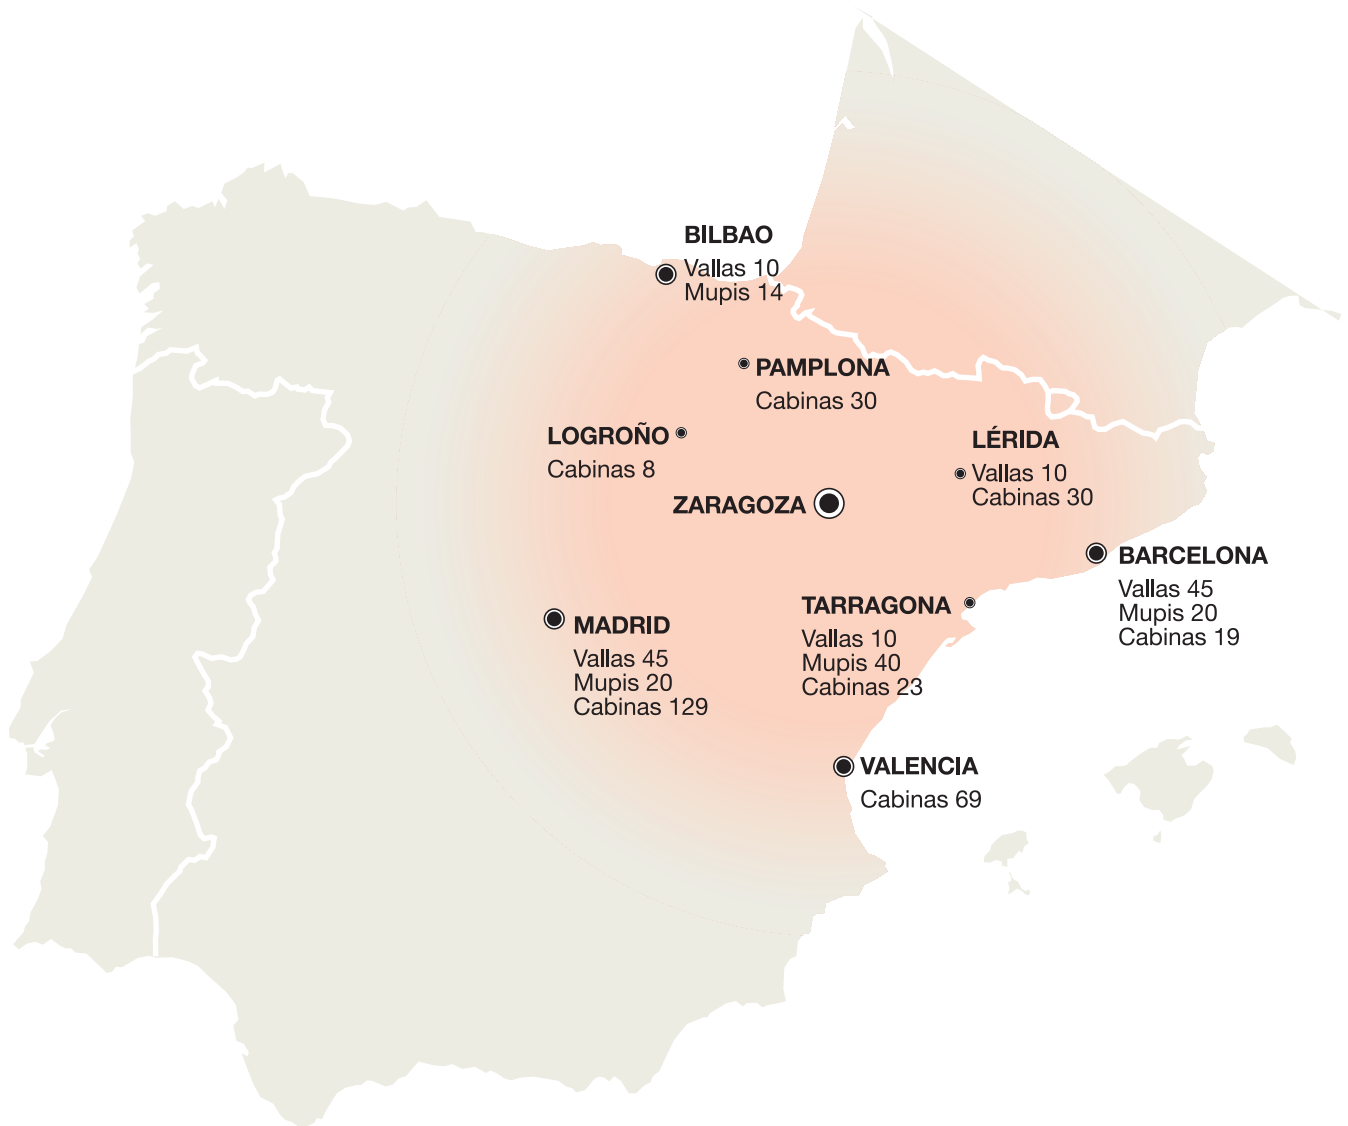 BILBAO
Vallas 10
Mupis 14
PAMPLONA
Cabinas 30
LOGROÑO
Cabinas 8
LÉRIDA
Vallas 10
Cabinas 30
ZARAGOZA
BARCELONA
Vallas 45
Mupis 20
Cabinas 19
TARRAGONA
Vallas 10
Mupis 40
Cabinas 23
MADRID
Vallas 45
Mupis 20
Cabinas 129
VALENCIA
Cabinas 69